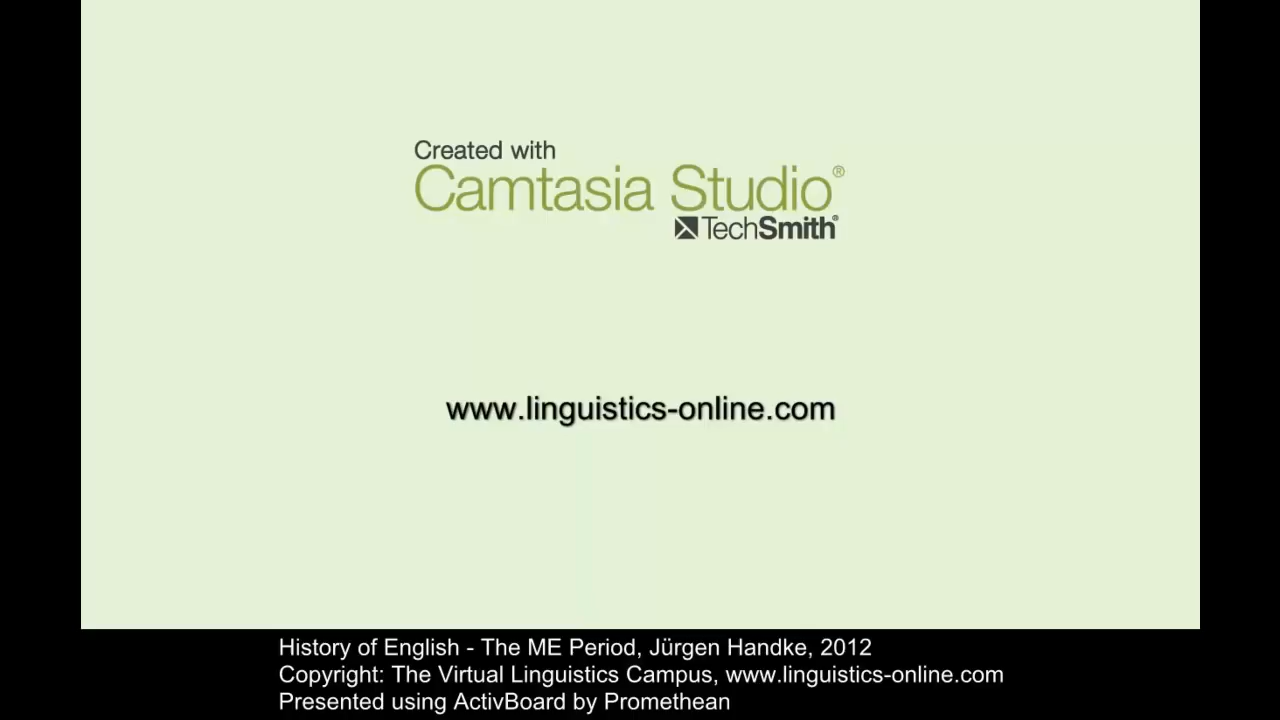 Created with
Camtasia Studio®
TechSmith®
www.linguistics-online.com
History of English - The ME Period, Jürgen Handke, 2012
Copyright: The Virtual Linguistics Campus, www.linguistics-online.com
Presented using ActivBoard by Promethean